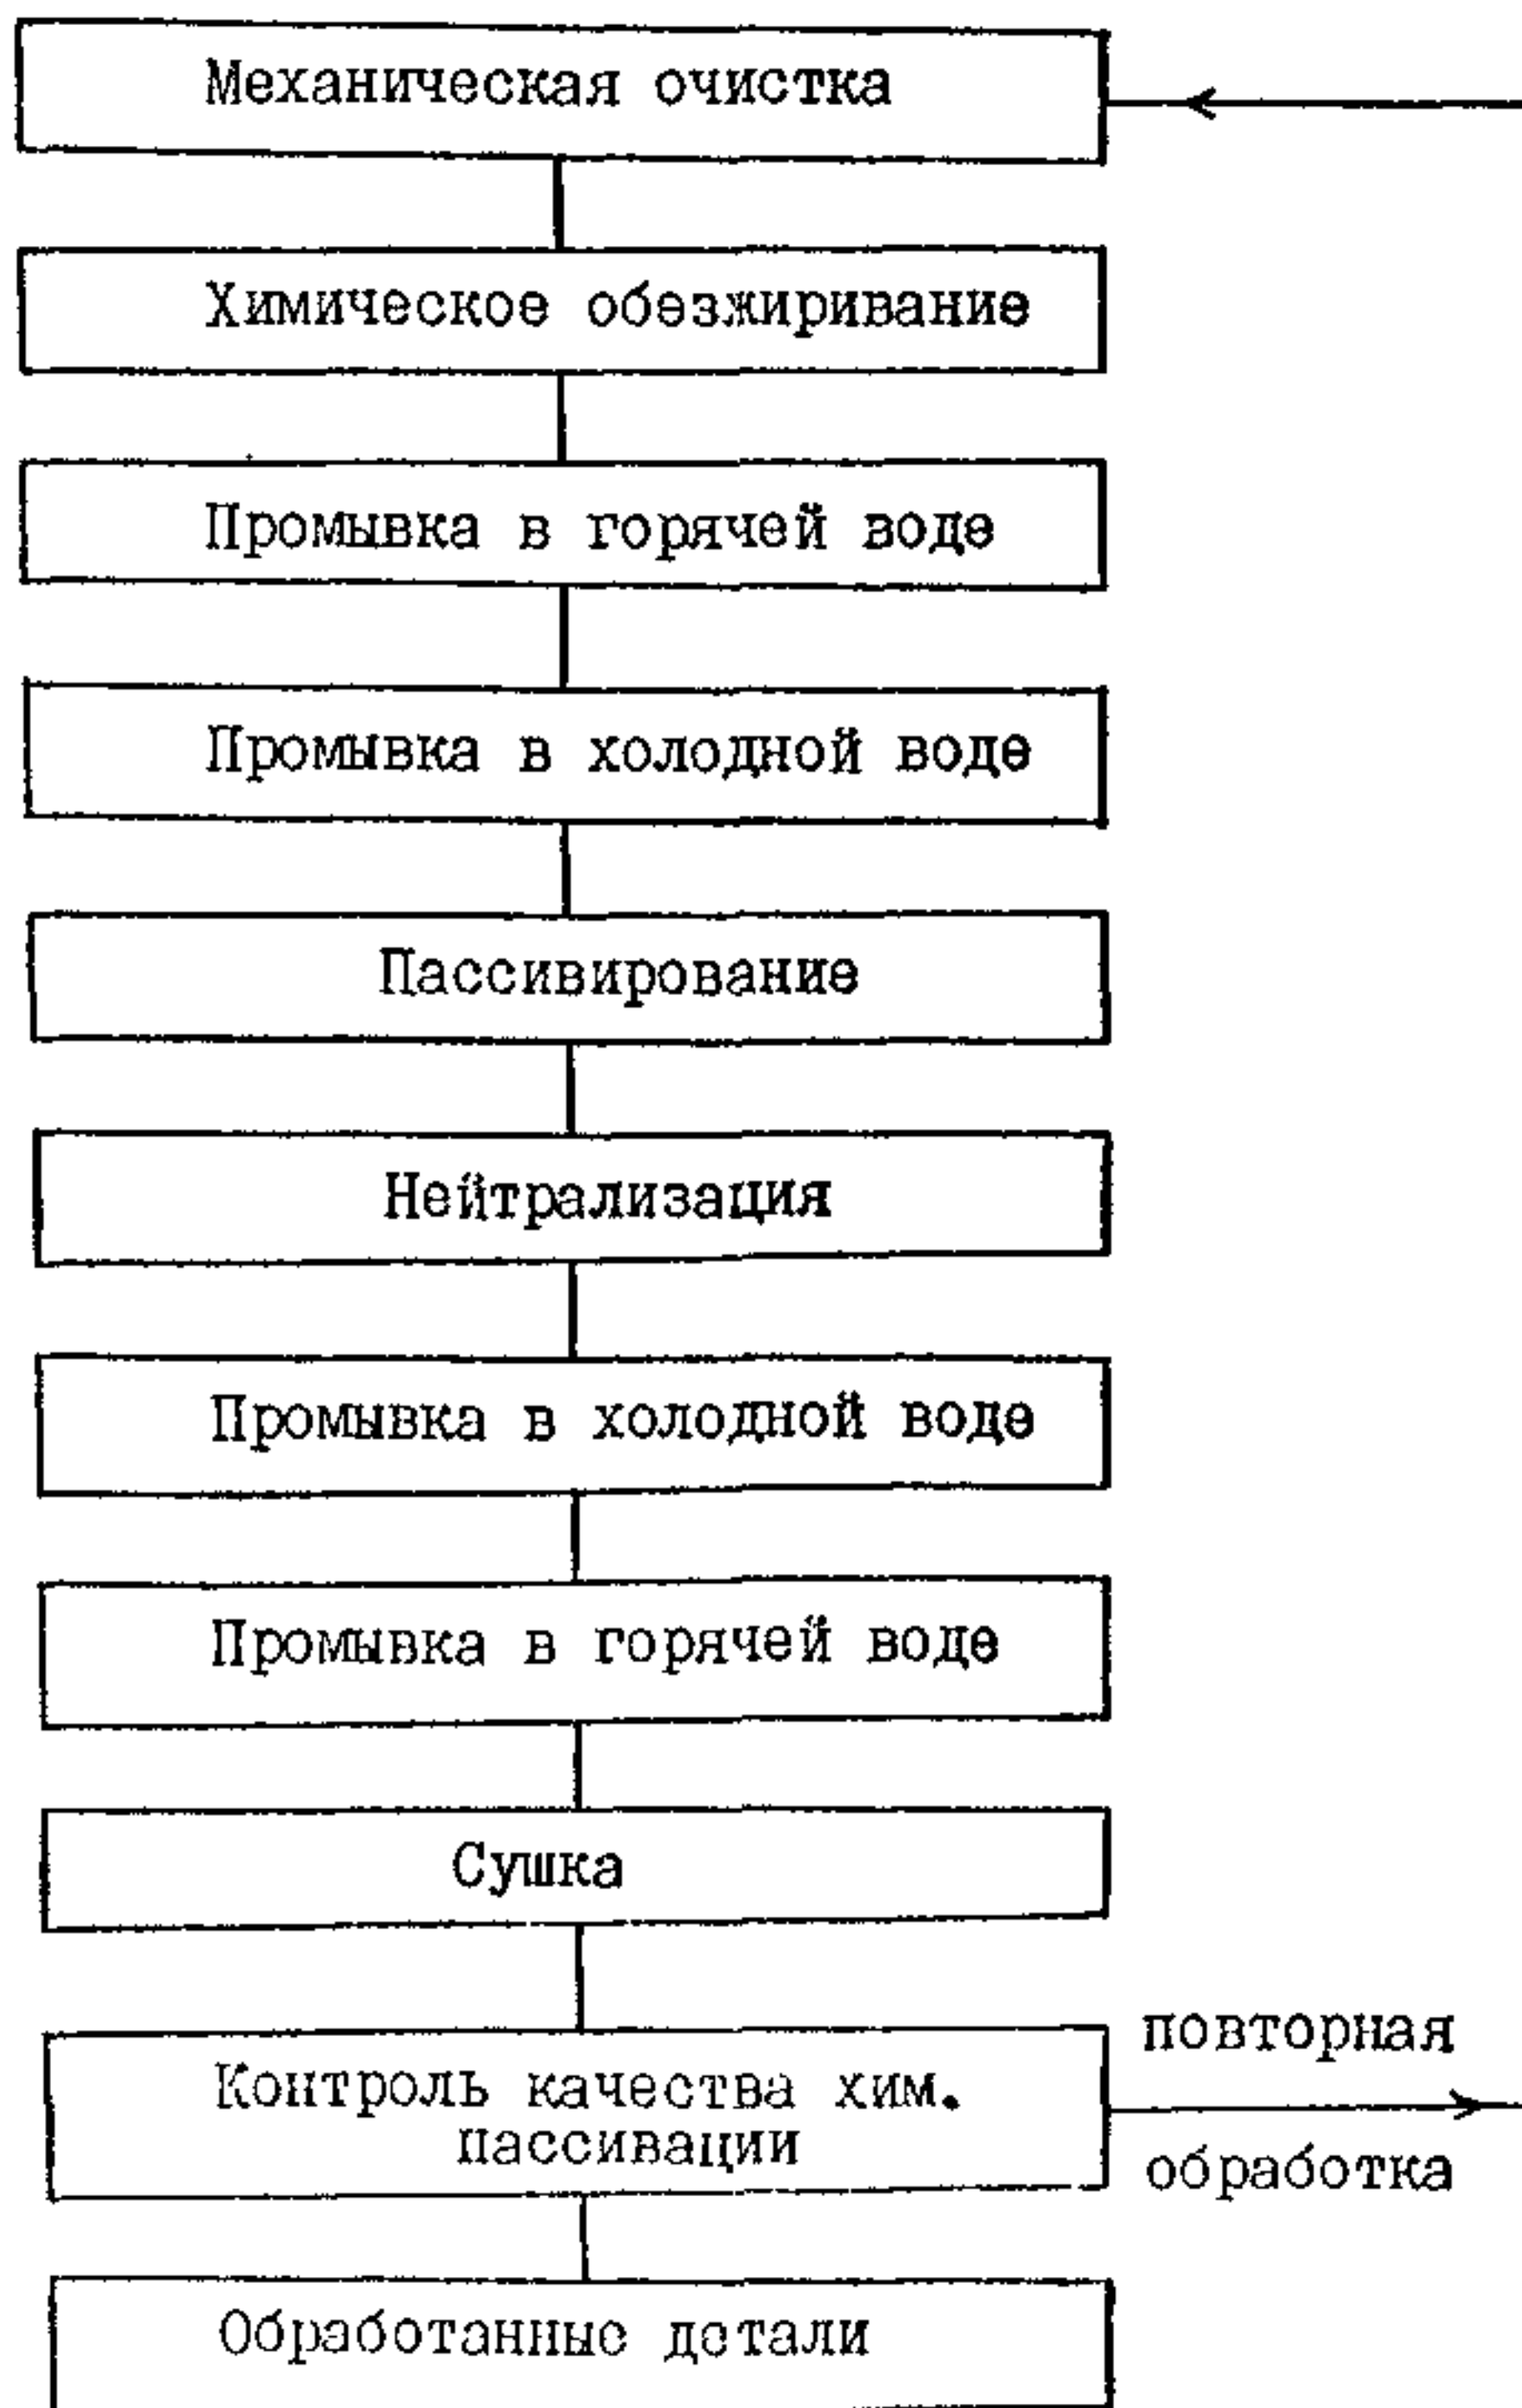 Механическая очистка
Химическое обезжиривание
Промывка в горячей воде
Промывка в холодной воде
Пассивирование
Нейтрализация
Промывка в холодной воде
Промывка в горячей воде
Сушка
Контроль качества хим.
пассивации
повторная
обработка
Обработанные детали